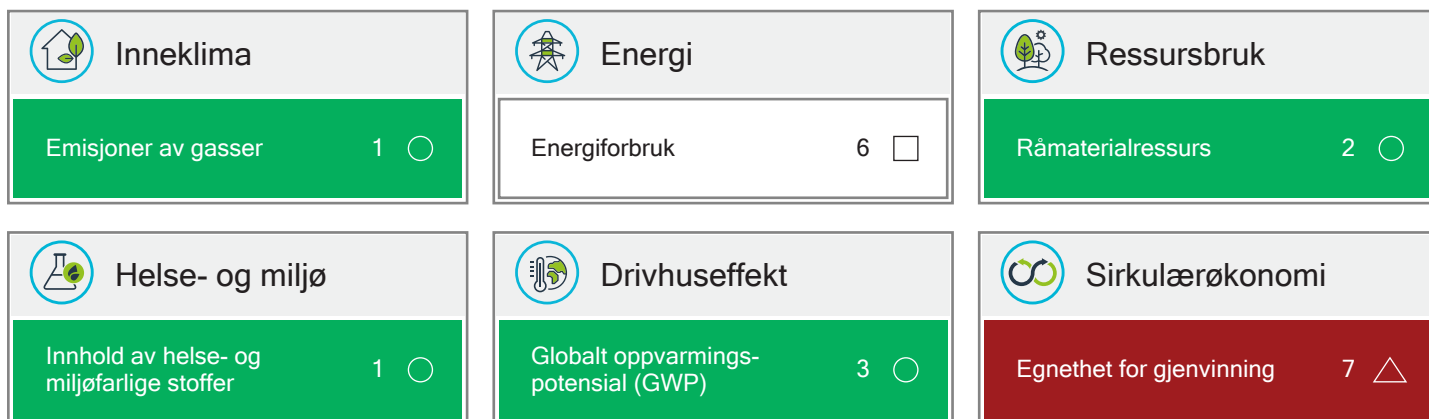 Inneklima
Emisjoner av gasser 1
Energi
Energiforbruk 6
Ressursbruk
Råmaterialressurs 2
Helse- og miljø
Innhold av helse- og
miljøfarlige stoffer 1
Drivhuseffekt
Globalt oppvarmings-
potensial (GWP) 3
Sirkulærøkonomi
Egnethet for gjenvinning 7